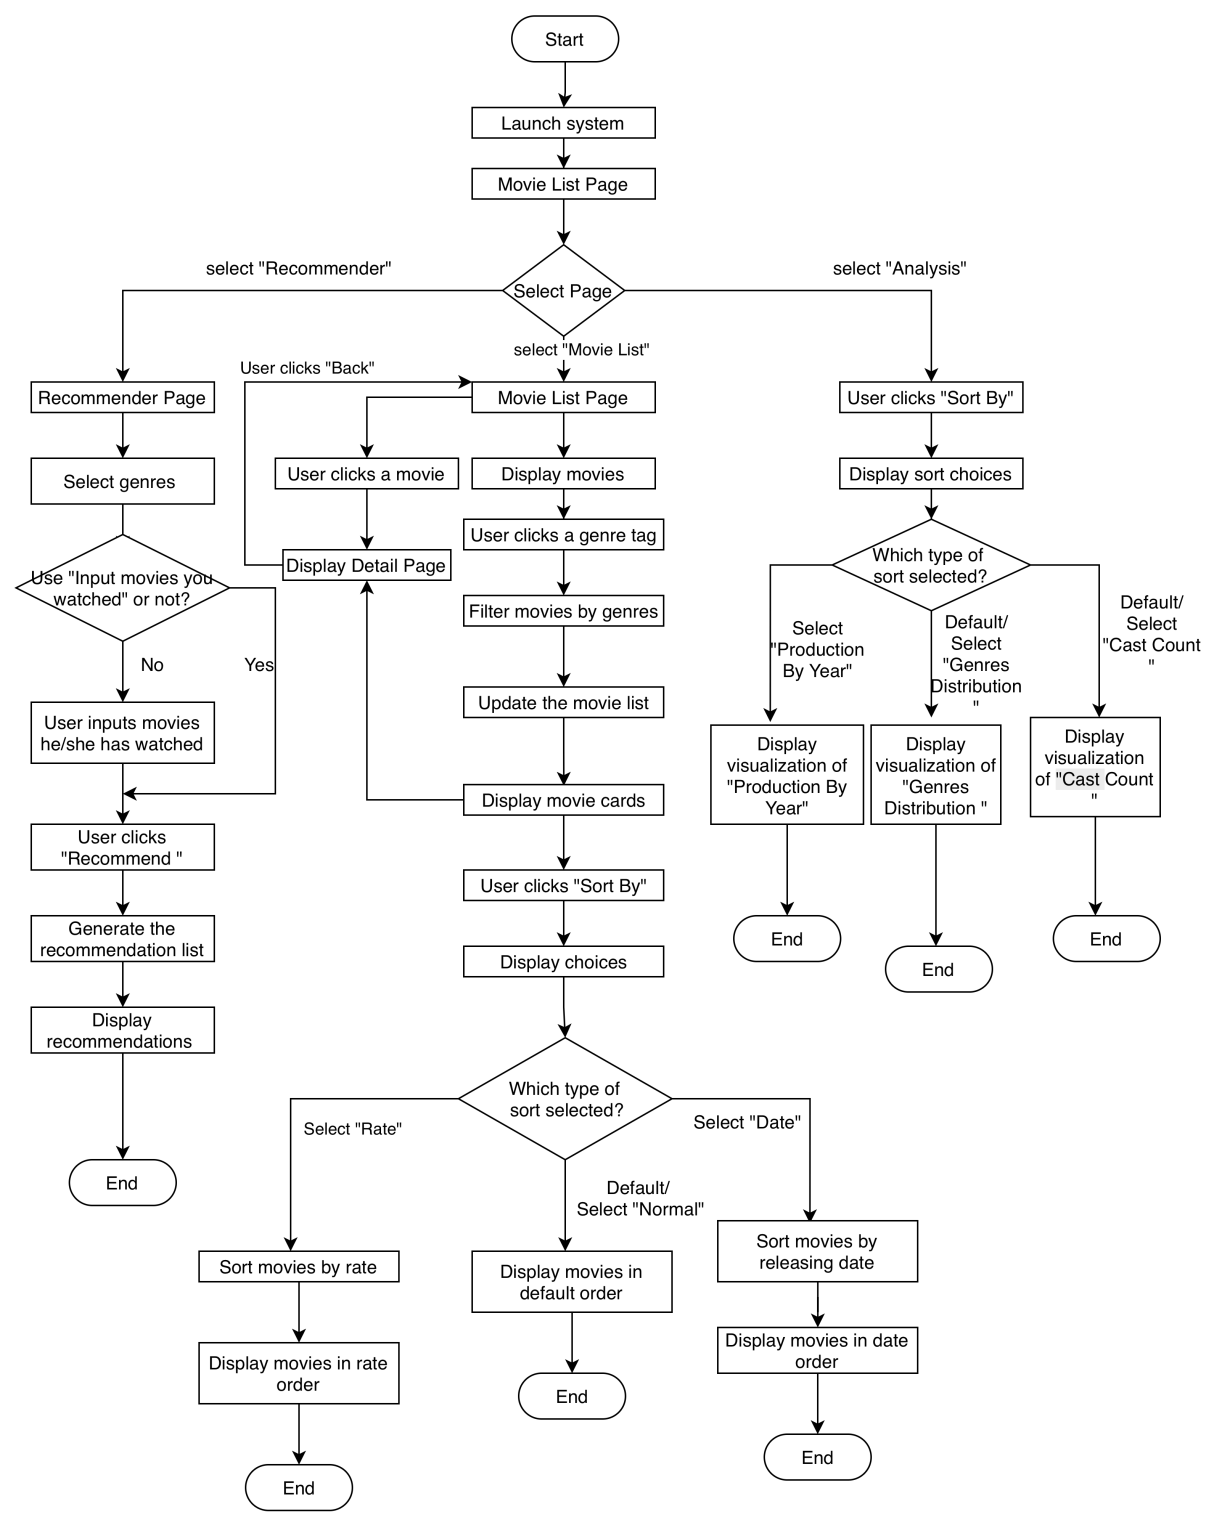 Start
Launch system
Movie List Page
Select Page
select "Recommender"
select "Analysis"
select "Movie List"
User clicks "Back"
Recommender Page
Select genres
Use "Input movies you
watched" or not?
No
Yes
User inputs movies
he/she has watched
User clicks
"Recommend "
Generate the
recommendation list
Display
recommendations
End
Movie List Page
User clicks a movie
Display Detail Page
Display movies
User clicks a genre tag
Filter movies by genres
Update the movie list
Display movie cards
User clicks "Sort By"
Display choices
Which type of
sort selected?
Select "Rate"
Default/
Select "Normal"
Select "Date"
Sort movies by rate
Display movies in rate
order
End
Display movies in
default order
End
Sort movies by
releasing date
Display movies in date
order
End
User clicks "Sort By"
Display sort choices
Which type of
sort selected?
Select
"Production
By Year"
Default/
Select
"Genres
Distribution
"
Default/
Select
"Cast Count
"
Display
visualization of
"Production By
Year"
End
Display
visualization of
"Genres
Distribution "
End
Display
visualization
of "Cast Count
"
End